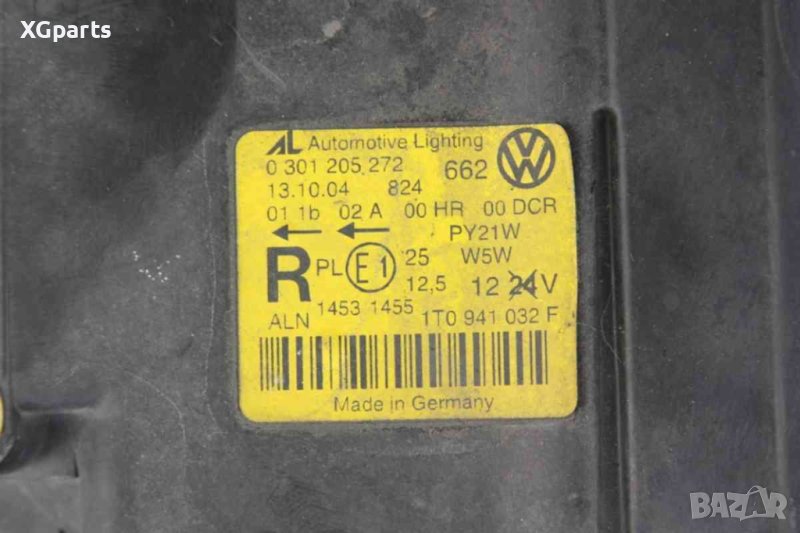 XGparts
AL Automotive Lighting
0 301 205 272 662
13.10.04 824
01 1b 02 A 00 HR 00 DCR
PY21W
R PL E1 25 W5W
12,5 12 24 V
1453 1455
ALN 1T0 941 032 F
Made in Germany
BAZAR